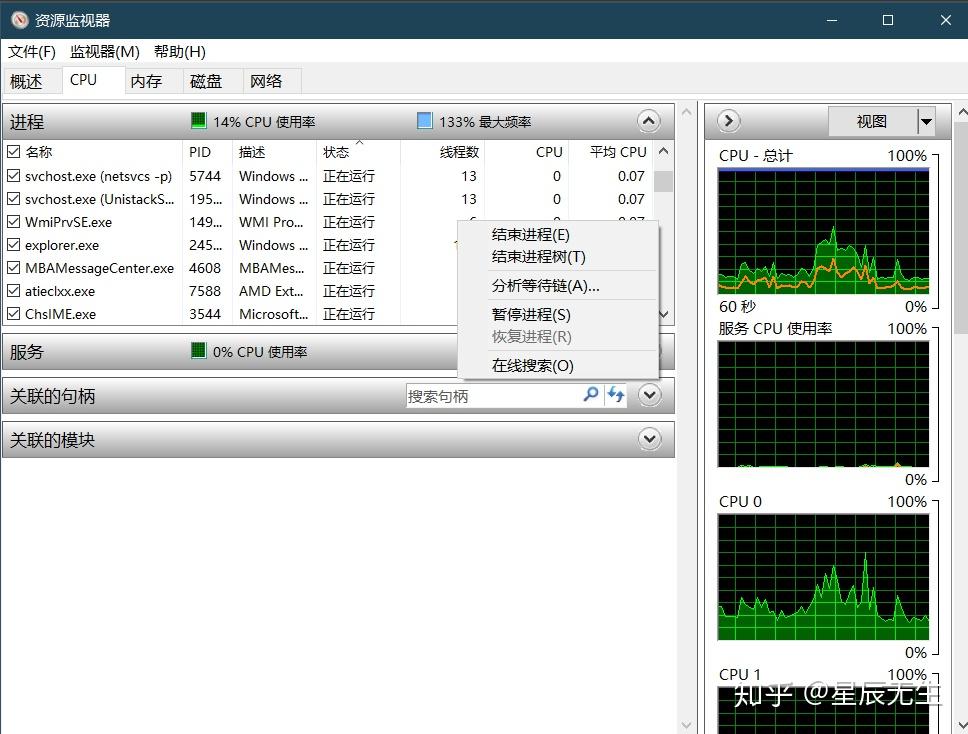 资源监视器
文件(F) 监视器(M) 帮助(H)
概述 CPU 内存 磁盘 网络
进程 14% CPU 使用率 133% 最大频率
名称 PID 描述 状态 线程数 CPU 平均 CPU
svchost.exe (netsvcs -p) 5744 Windows ... 正在运行 13 0 0.07
svchost.exe (UnistackS... 195... Windows ... 正在运行 13 0 0.07
WmiPrvSE.exe 149... WMI Pro... 正在运行
explorer.exe 245... Windows ... 正在运行
MBAMessageCenter.exe 4608 MBAMes... 正在运行
atieclxx.exe 7588 AMD Ext... 正在运行
ChsIME.exe 3544 Microsoft... 正在运行
结束进程(E)
结束进程树(T)
分析等待链(A)...
暂停进程(S)
恢复进程(R)
在线搜索(O)
服务 0% CPU 使用率
关联的句柄 搜索句柄
关联的模块
视图
CPU - 总计 100%
60 秒 0%
服务 CPU 使用率 100%
0%
CPU 0 100%
0%
CPU 1 100%
知乎 @星辰无生